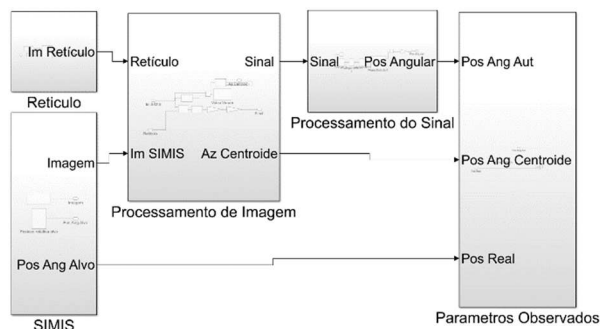 Im Retículo
Reticulo
Imagem
Pos Ang Alvo
SIMIS
Retículo
Sinal
Im SIMIS
Az Centroide
Processamento de Imagem
Sinal
Pos Angular
Processamento do Sinal
Pos Ang Aut
Pos Ang Centroide
Pos Real
Parametros Observados